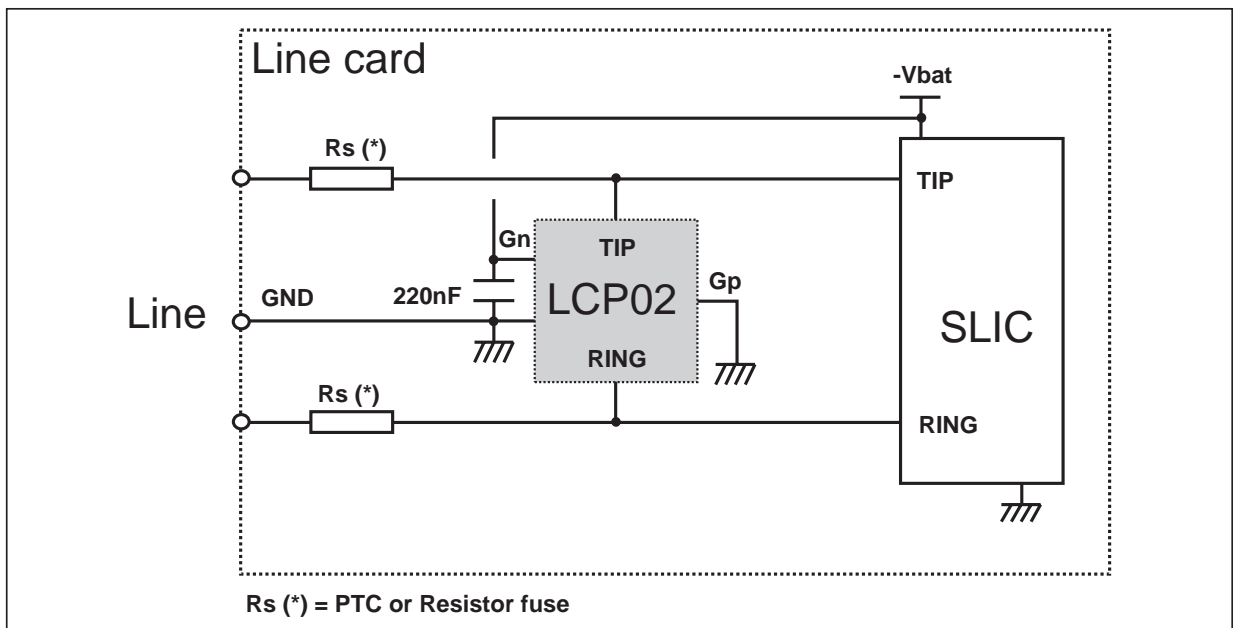 Line card
-Vbat
Rs (*)
TIP
Gn
TIP
Gp
220nF
LCP02
GND
Line
SLIC
RING
Rs (*)
RING
Rs (*) = PTC or Resistor fuse